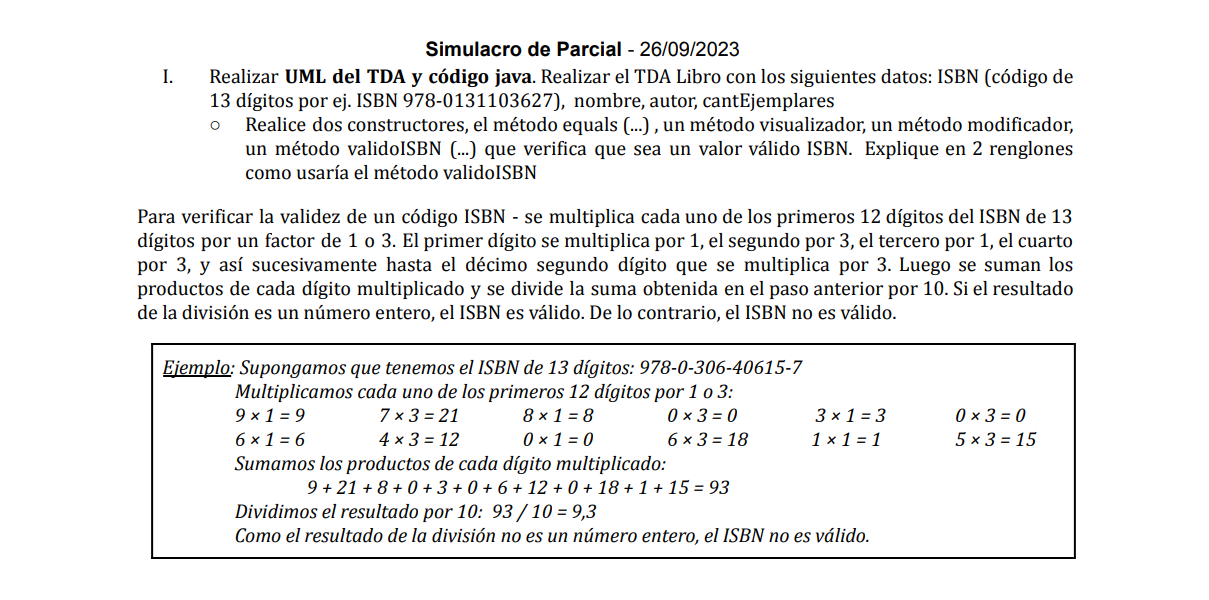 Simulacro de Parcial - 26/09/2023
I. Realizar UML del TDA y código java. Realizar el TDA Libro con los siguientes datos: ISBN (código de
13 dígitos por ej. ISBN 978-0131103627), nombre, autor, cantEjemplares
○ Realice dos constructores, el método equals (...) , un método visualizador, un método modificador,
un método validoISBN (...) que verifica que sea un valor válido ISBN. Explique en 2 renglones
como usaría el método validoISBN
Para verificar la validez de un código ISBN - se multiplica cada uno de los primeros 12 dígitos del ISBN de 13
dígitos por un factor de 1 o 3. El primer dígito se multiplica por 1, el segundo por 3, el tercero por 1, el cuarto
por 3, y así sucesivamente hasta el décimo segundo dígito que se multiplica por 3. Luego se suman los
productos de cada dígito multiplicado y se divide la suma obtenida en el paso anterior por 10. Si el resultado
de la división es un número entero, el ISBN es válido. De lo contrario, el ISBN no es válido.
Ejemplo: Supongamos que tenemos el ISBN de 13 dígitos: 978-0-306-40615-7
Multiplicamos cada uno de los primeros 12 dígitos por 1 o 3:
9 × 1 = 9 7 × 3 = 21 8 × 1 = 8 0 × 3 = 0 3 × 1 = 3 0 × 3 = 0
6 × 1 = 6 4 × 3 = 12 0 × 1 = 0 6 × 3 = 18 1 × 1 = 1 5 × 3 = 15
Sumamos los productos de cada dígito multiplicado:
9 + 21 + 8 + 0 + 3 + 0 + 6 + 12 + 0 + 18 + 1 + 15 = 93
Dividimos el resultado por 10: 93 / 10 = 9,3
Como el resultado de la división no es un número entero, el ISBN no es válido.